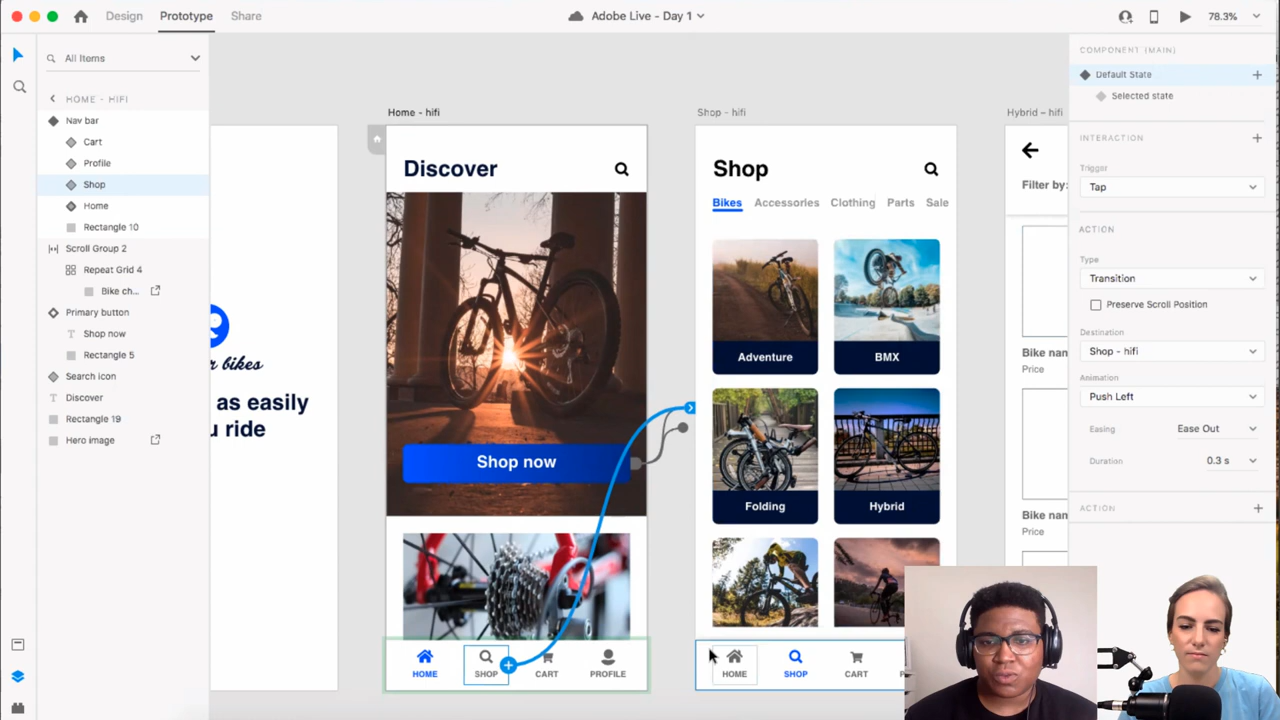 Design
Prototype
Share
Adobe Live - Day 1
78.3%
All Items
HOME - HIFI
Nav bar
Cart
Profile
Shop
Home
Rectangle 10
Scroll Group 2
Repeat Grid 4
Bike ch...
Primary button
Shop now
Rectangle 5
Search icon
Discover
Rectangle 19
Hero image
bikes
as easily
ride
Home - hifi
Discover
Shop now
HOME
SHOP
CART
PROFILE
Shop - hifi
Shop
Bikes Accessories Clothing Parts Sale
Adventure
BMX
Folding
Hybrid
HOME
SHOP
CART
Hybrid – hifi
Filter by:
Bike nam
Price
Bike nam
Price
COMPONENT (MAIN)
Default State
Selected state
INTERACTION
Trigger
Tap
ACTION
Type
Transition
Preserve Scroll Position
Destination
Shop - hifi
Animation
Push Left
Easing
Ease Out
Duration
0.3 s
ACTION